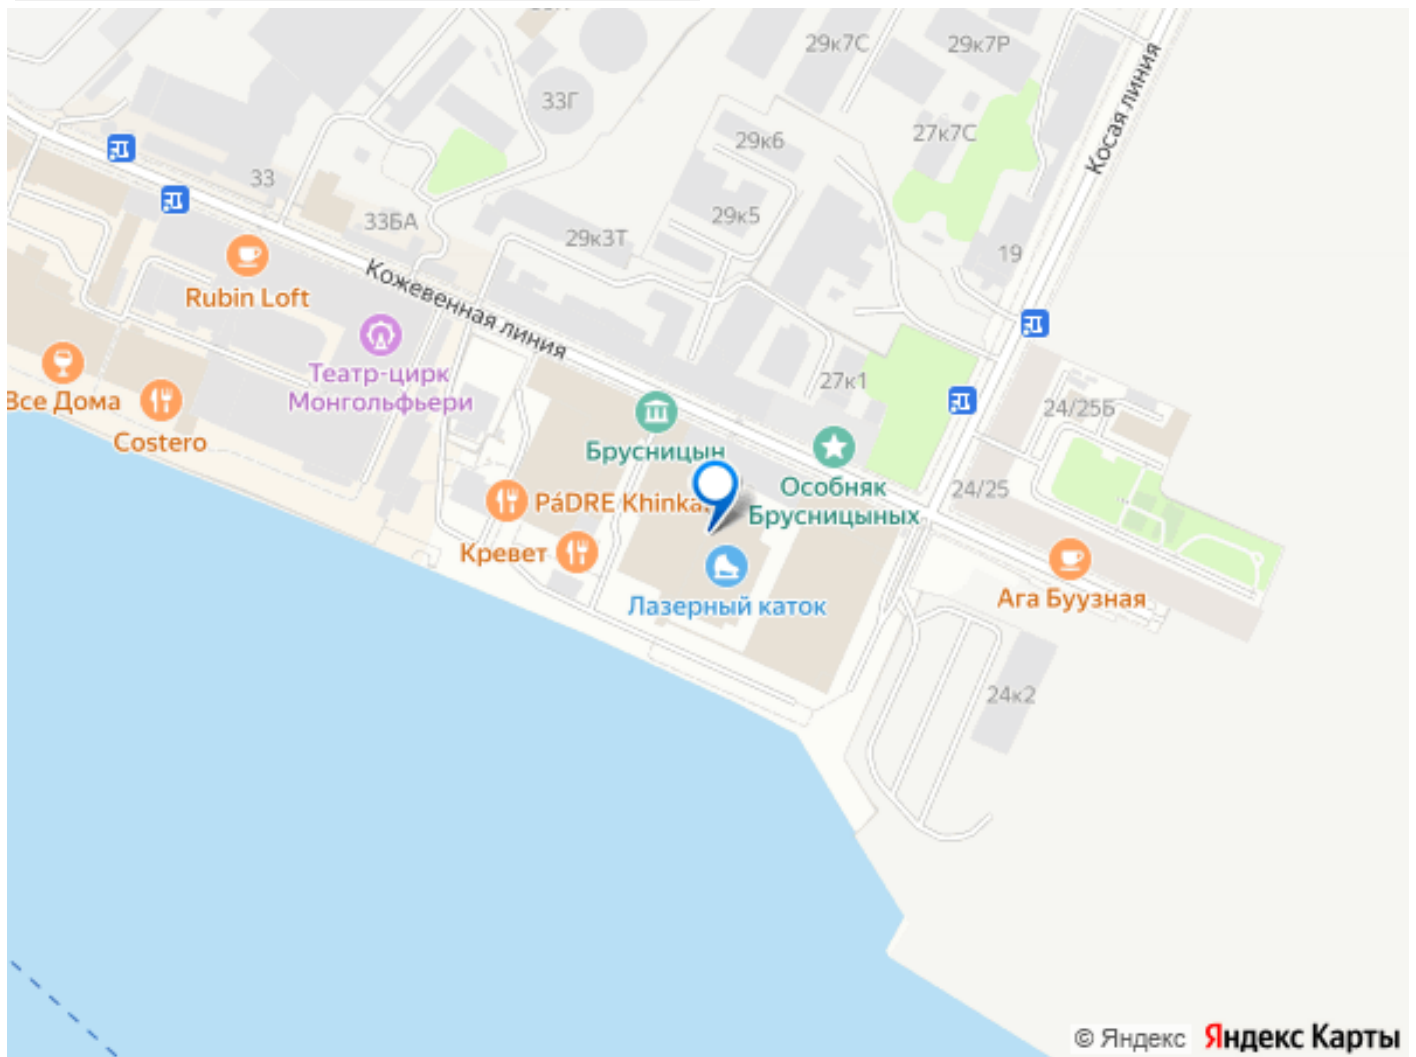 29к7С
29к7Р
Косая линия
33Г
29к6
27к7С
33
33БА
29к5
29к3Т
19
Rubin Loft
Кожевенная линия
Театр-цирк
Монгольфьери
27к1
Все Дома
Costero
24/25Б
Брусницын
Особняк
Брусницыных
24/25
PáDRE Khinka
Кревет
Ага Буузная
Лазерный каток
24к2
© Яндекс Яндекс Карты